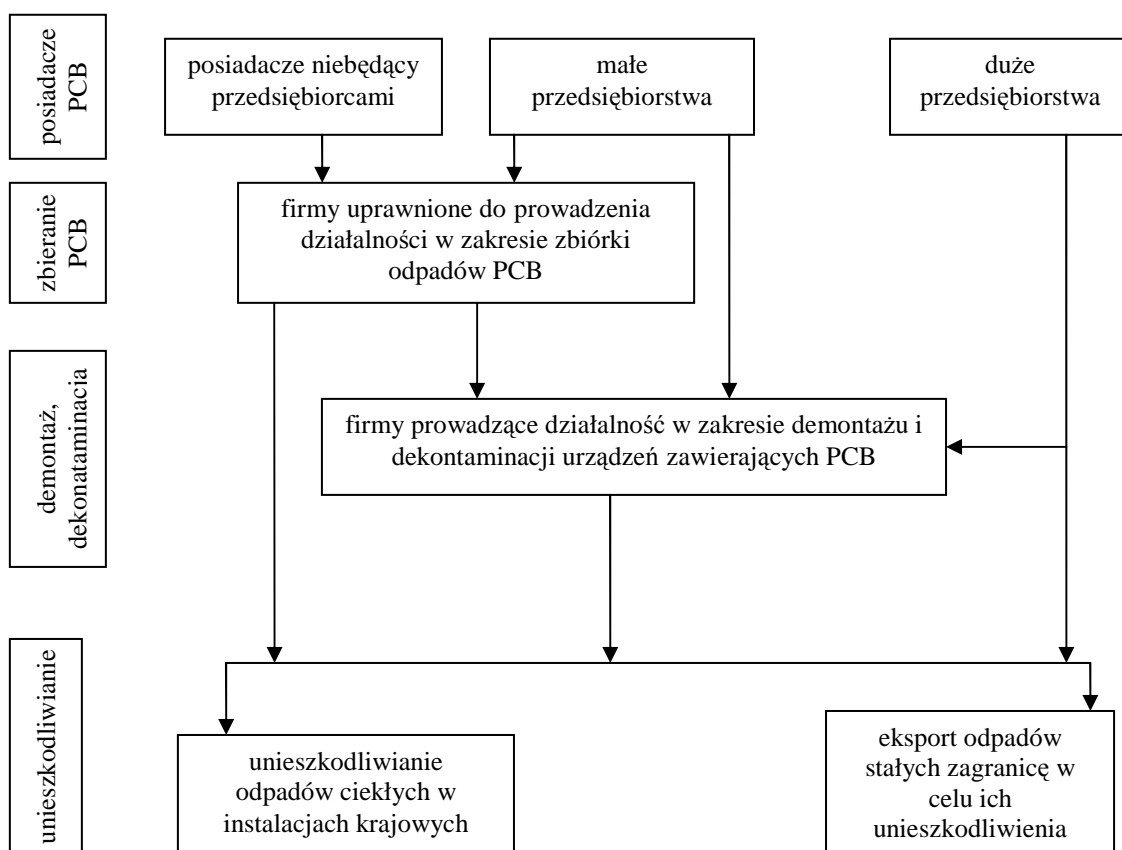 posiadacze
PCB
posiadacze niebędący
przedsiębiorcami
małe
przedsiębiorstwa
duże
przedsiębiorstwa
zbieranie
PCB
firmy uprawnione do prowadzenia
działalności w zakresie zbiórki
odpadów PCB
demontaż,
dekonataminacia
firmy prowadzące działalność w zakresie demontażu i
dekontaminacji urządzeń zawierających PCB
unieszkodliwianie
unieszkodliwianie
odpadów ciekłych w
instalacjach krajowych
eksport odpadów
stałych zagranicę w
celu ich
unieszkodliwienia